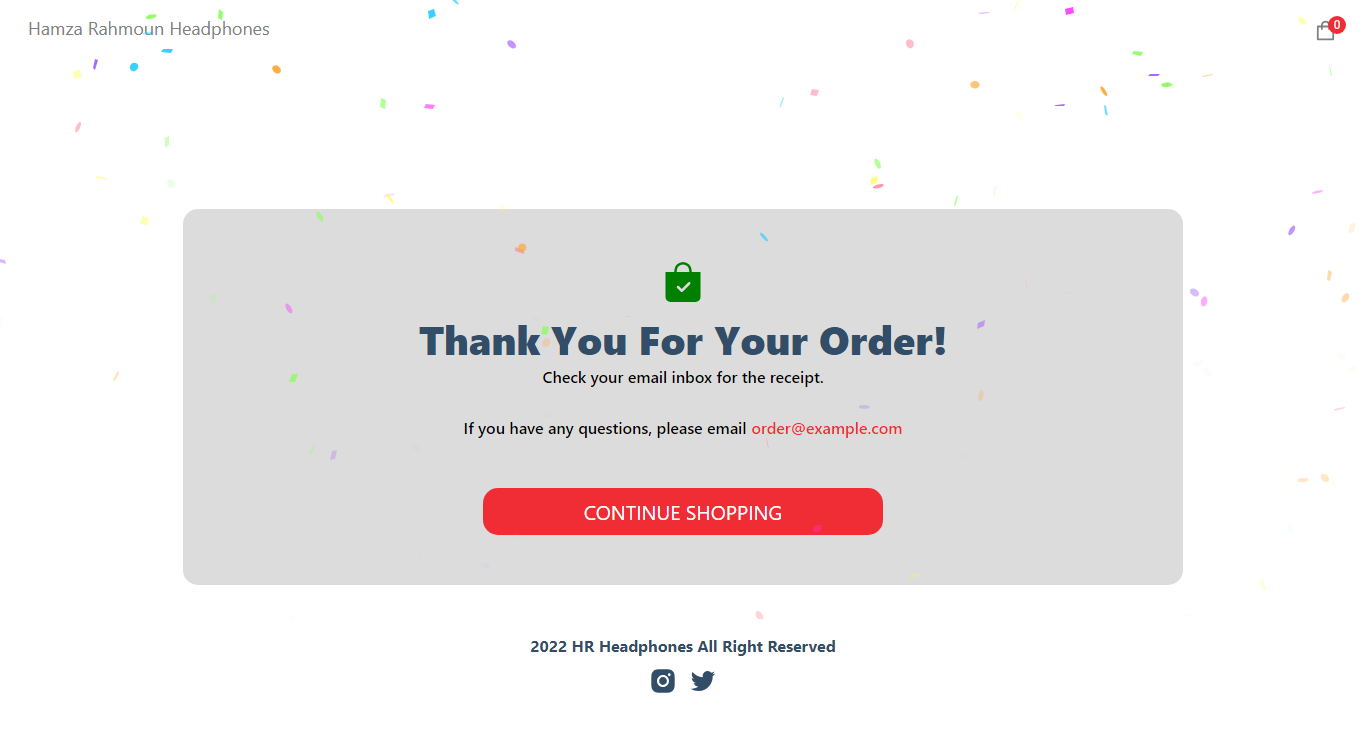 Hamza Rahmoun Headphones
0
Thank You For Your Order!
Check your email inbox for the receipt.
If you have any questions, please email order@example.com
CONTINUE SHOPPING
2022 HR Headphones All Right Reserved